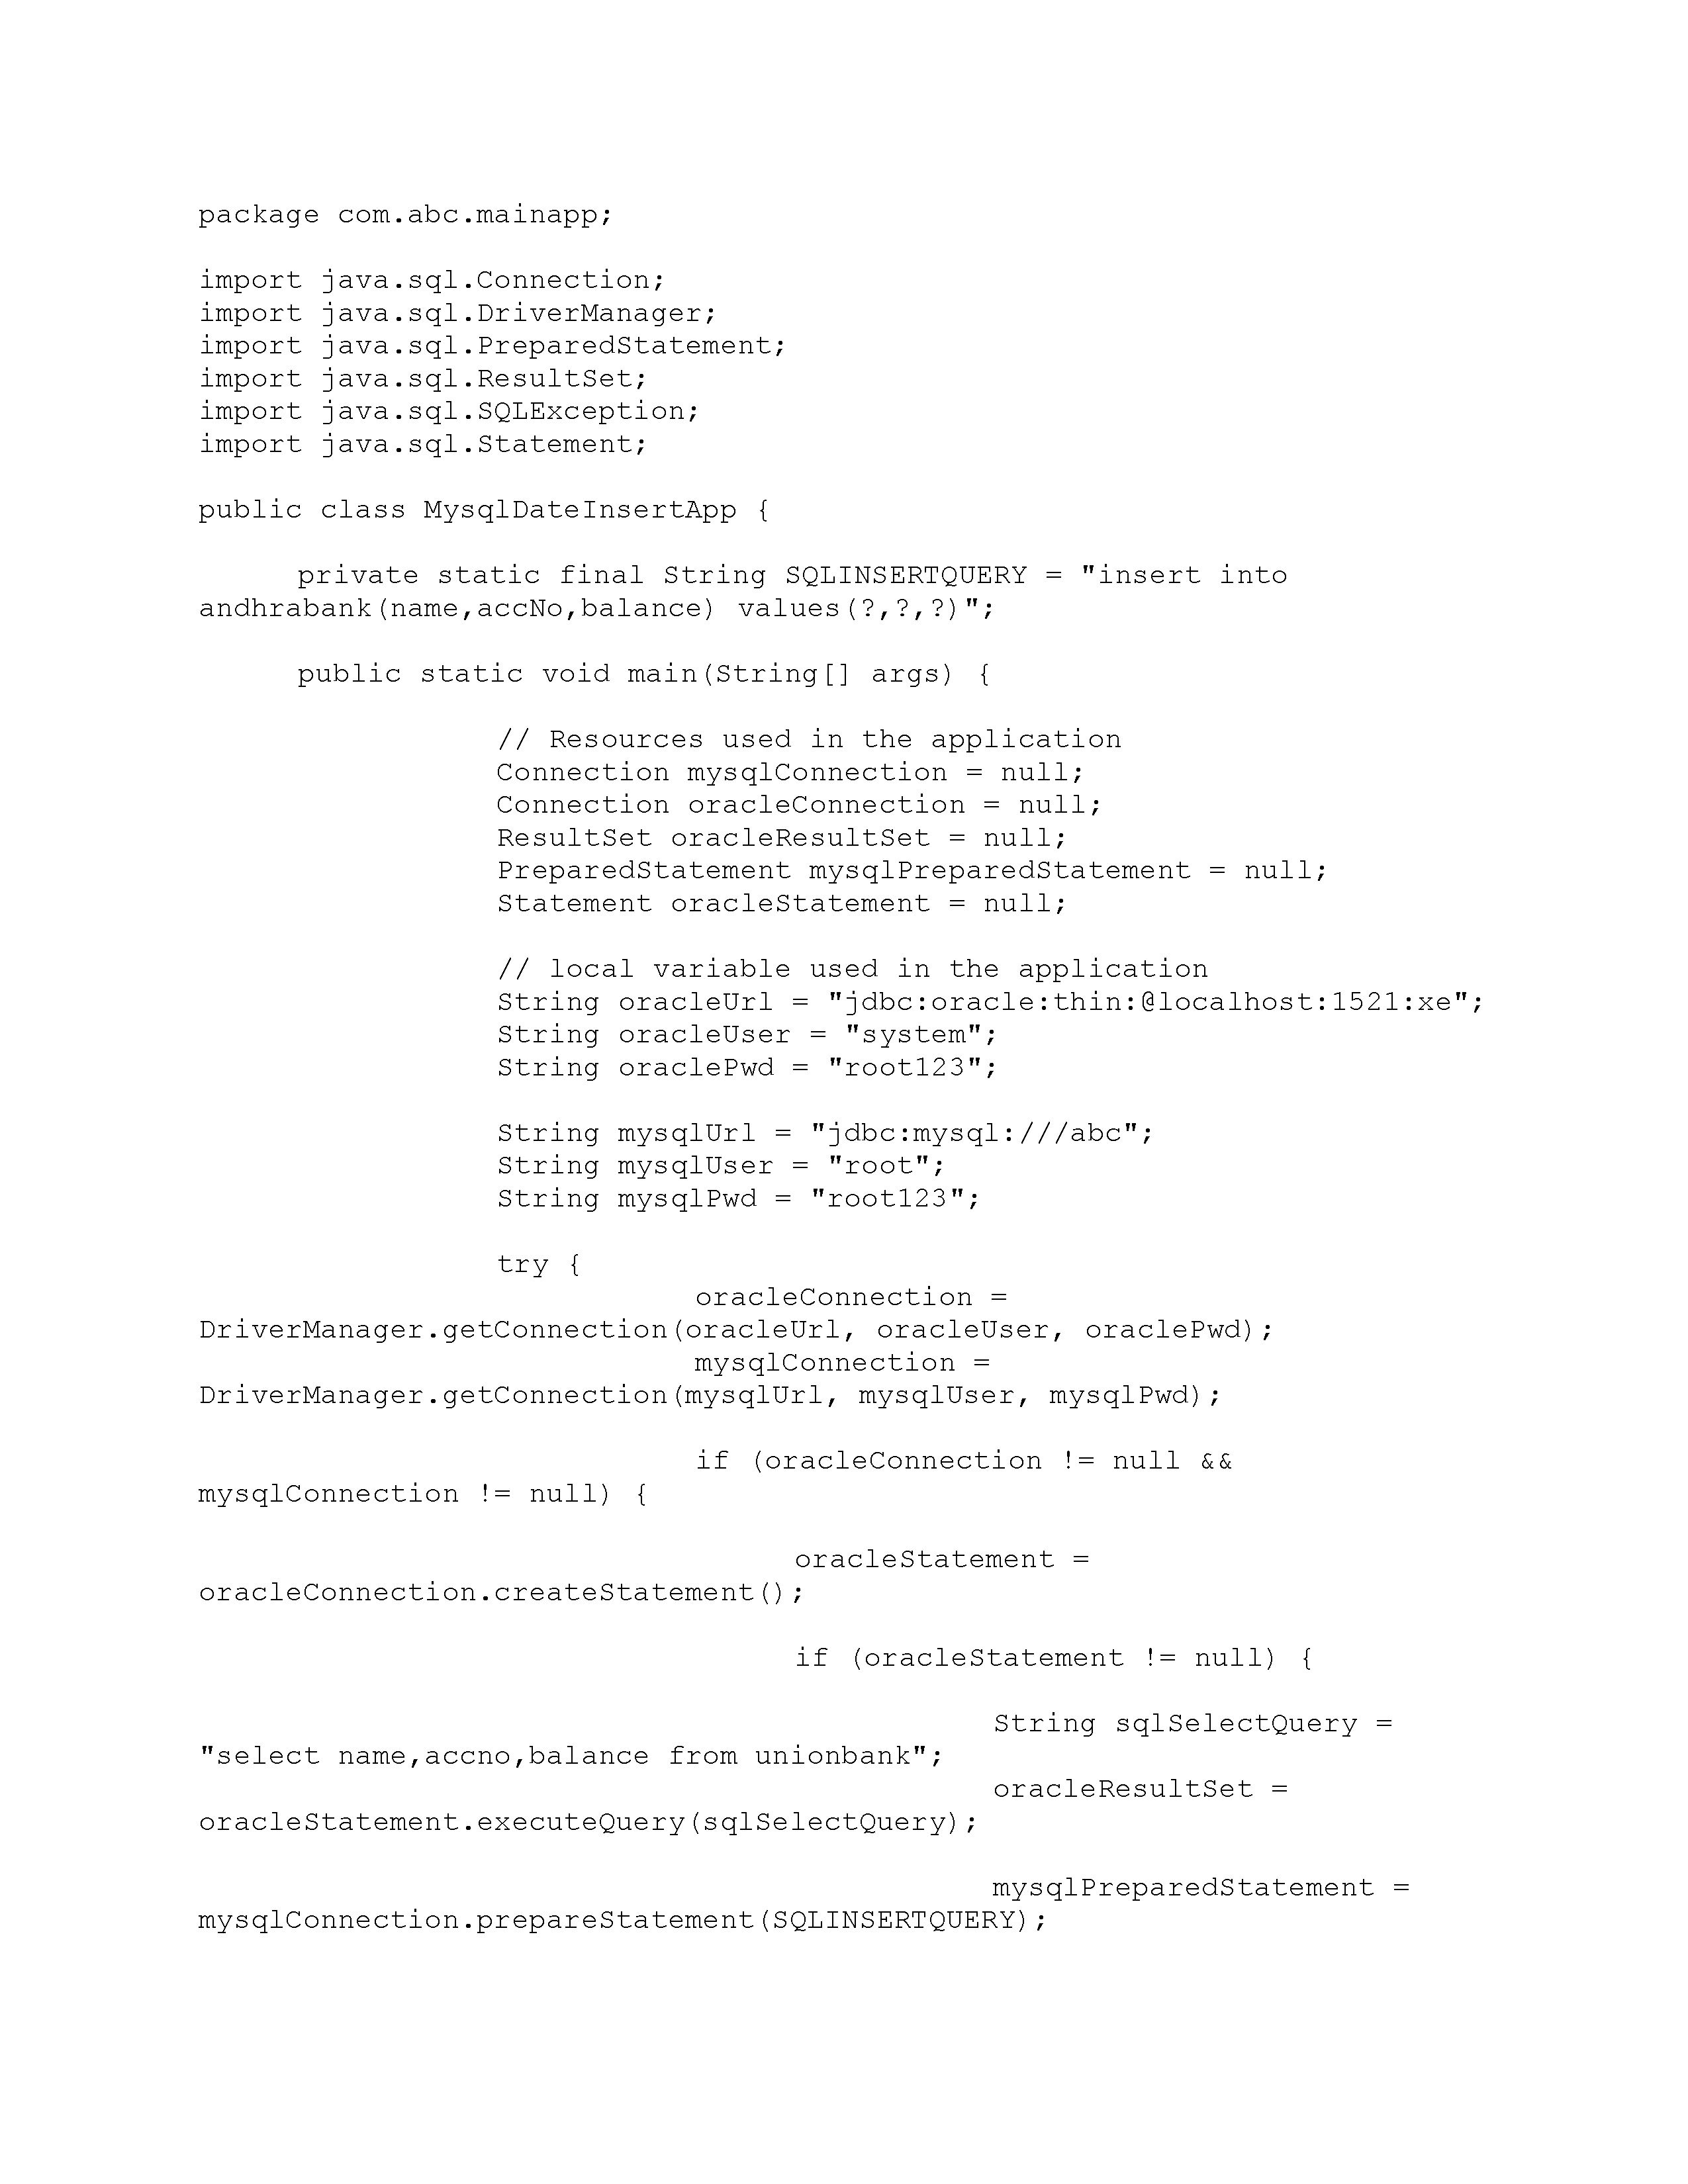 package com.abc.mainapp;
import java.sql.Connection;
import java.sql.DriverManager;
import java.sql.PreparedStatement;
import java.sql.ResultSet;
import java.sql.SQLException;
import java.sql.Statement;
public class MysqlDateInsertApp {
private static final String SQLINSERTQUERY = "insert into
andhrabank(name,accNo,balance) values(?,?,?)";
public static void main(String[] args) {
// Resources used in the application
Connection mysqlConnection = null;
Connection oracleConnection = null;
ResultSet oracleResultSet = null;
PreparedStatement mysqlPreparedStatement = null;
Statement oracleStatement = null;
// local variable used in the application
String oracleUrl = "jdbc:oracle:thin:@localhost:1521:xe";
String oracleUser = "system";
String oraclePwd = "root123";
String mysqlUrl = "jdbc:mysql:///abc";
String mysqlUser = "root";
String mysqlPwd = "root123";
try {
oracleConnection =
DriverManager.getConnection(oracleUrl, oracleUser, oraclePwd);
mysqlConnection =
DriverManager.getConnection(mysqlUrl, mysqlUser, mysqlPwd);
if (oracleConnection != null &&
mysqlConnection != null) {
oracleStatement =
oracleConnection.createStatement();
if (oracleStatement != null) {
String sqlSelectQuery =
"select name,accno,balance from unionbank";
oracleResultSet =
oracleStatement.executeQuery(sqlSelectQuery);
mysqlPreparedStatement =
mysqlConnection.prepareStatement(SQLINSERTQUERY);